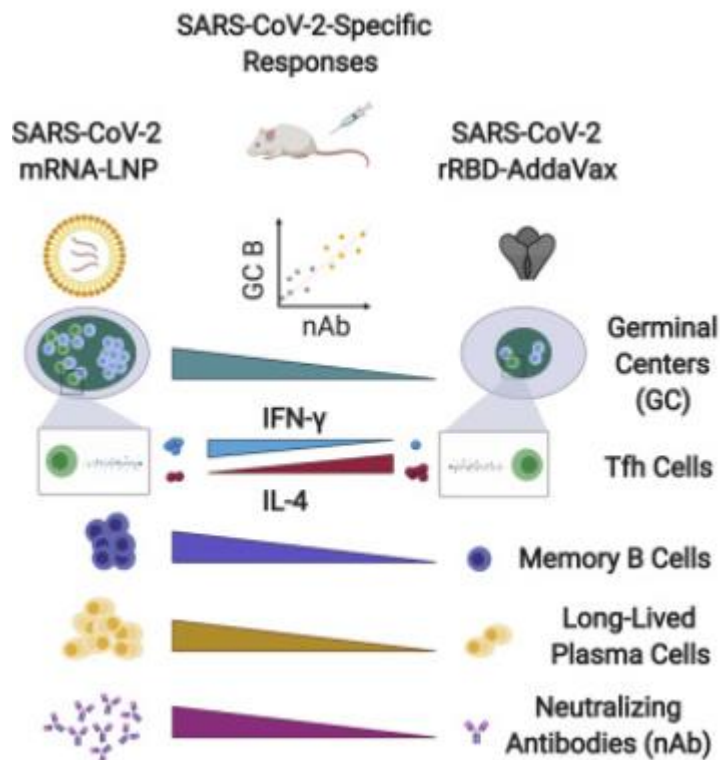 SARS-CoV-2-Specific
Responses
SARS-CoV-2
mRNA-LNP
SARS-CoV-2
rRBD-AddaVax
GC B
nAb
Germinal
Centers
(GC)
IFN-γ
Tfh Cells
IL-4
Memory B Cells
Long-Lived
Plasma Cells
Neutralizing
Antibodies (nAb)